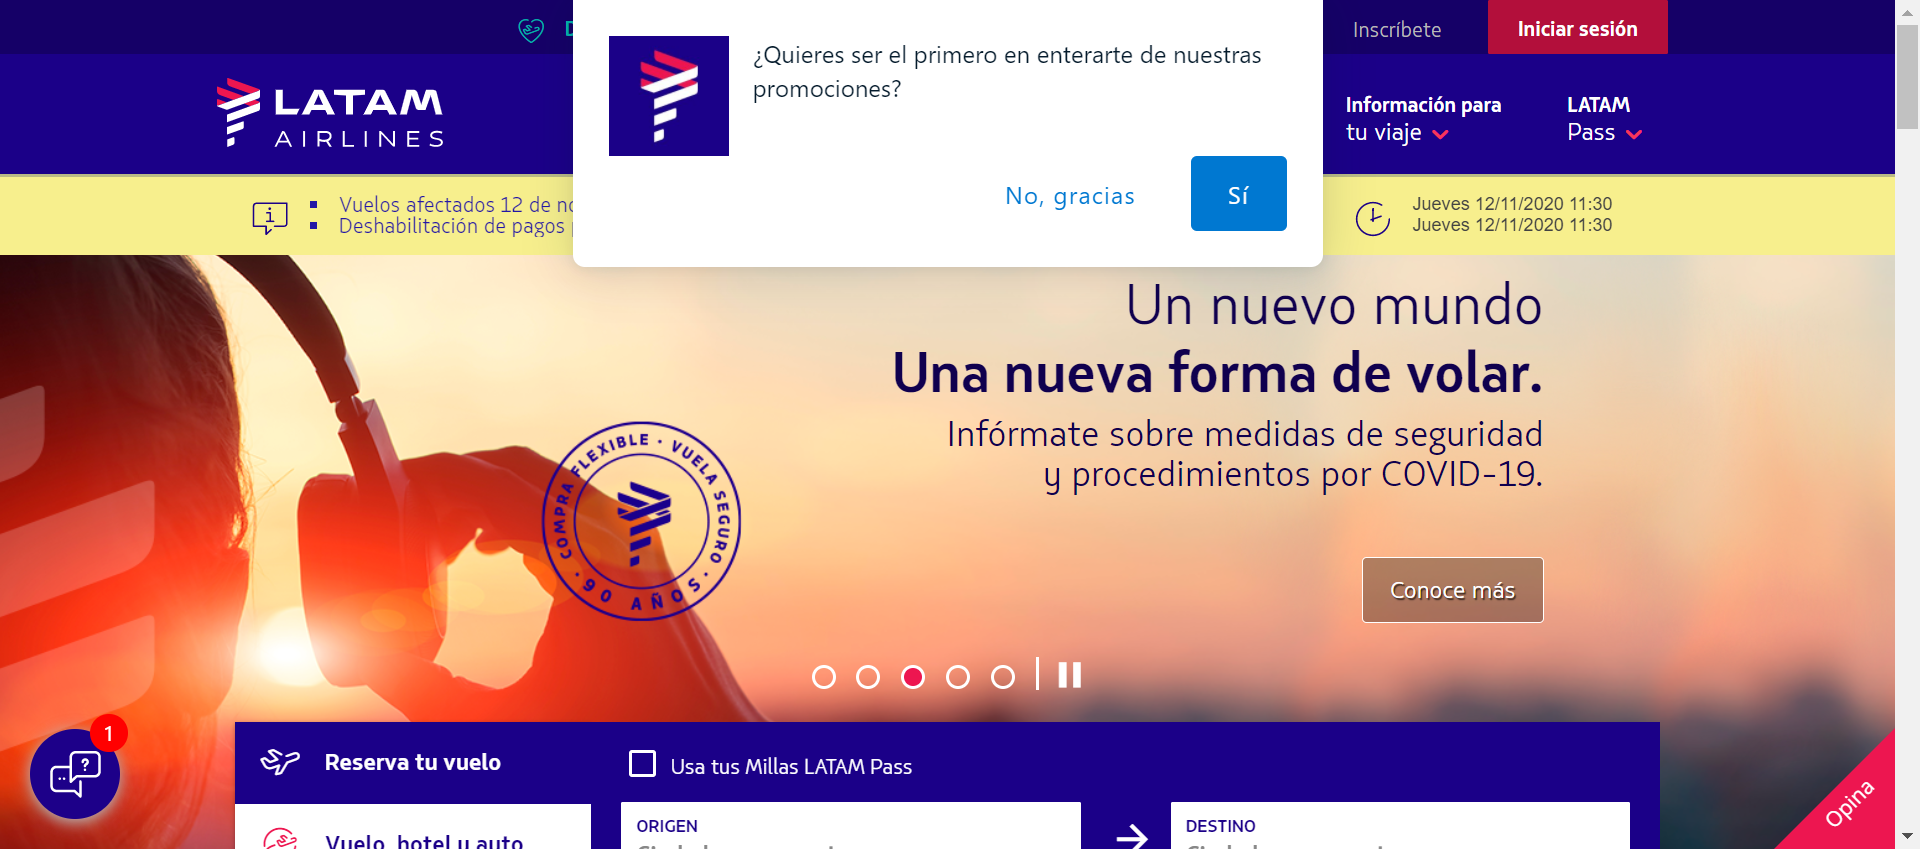 Inscríbete
Iniciar sesión
¿Quieres ser el primero en enterarte de nuestras
promociones?
No, gracias
Sí
LATAM
AIRLINES
Información para
tu viaje
LATAM
Pass
Vuelos afectados 12 de
Deshabilitación de pagos
Jueves 12/11/2020 11:30
Jueves 12/11/2020 11:30
Un nuevo mundo
Una nueva forma de volar.
Infórmate sobre medidas de seguridad
y procedimientos por COVID-19.
COMPRA FLEXIBLE · VUELA SEGURO · 90 AÑOS ·
Conoce más
1
Reserva tu vuelo
Usa tus Millas LATAM Pass
Vuelo, hotel y auto
ORIGEN
DESTINO
Opina